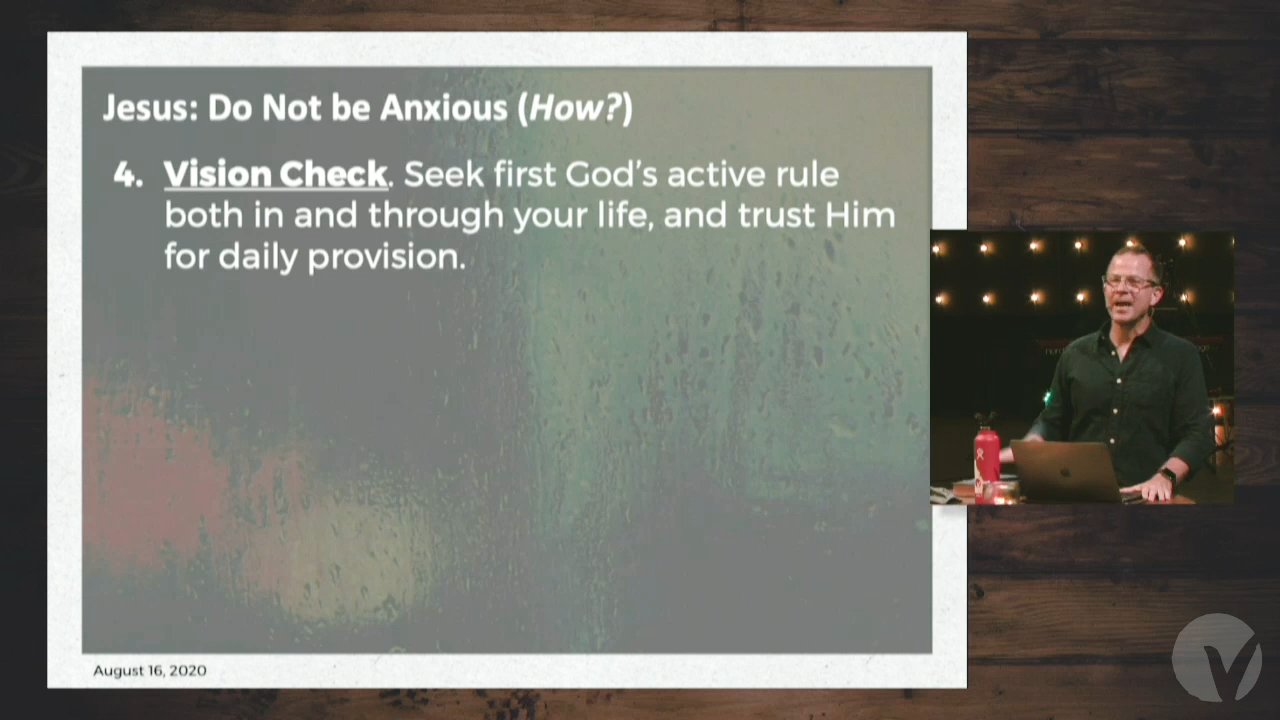 Jesus: Do Not be Anxious (How?)
4. Vision Check. Seek first God's active rule
both in and through your life, and trust Him
for daily provision.
August 16, 2020